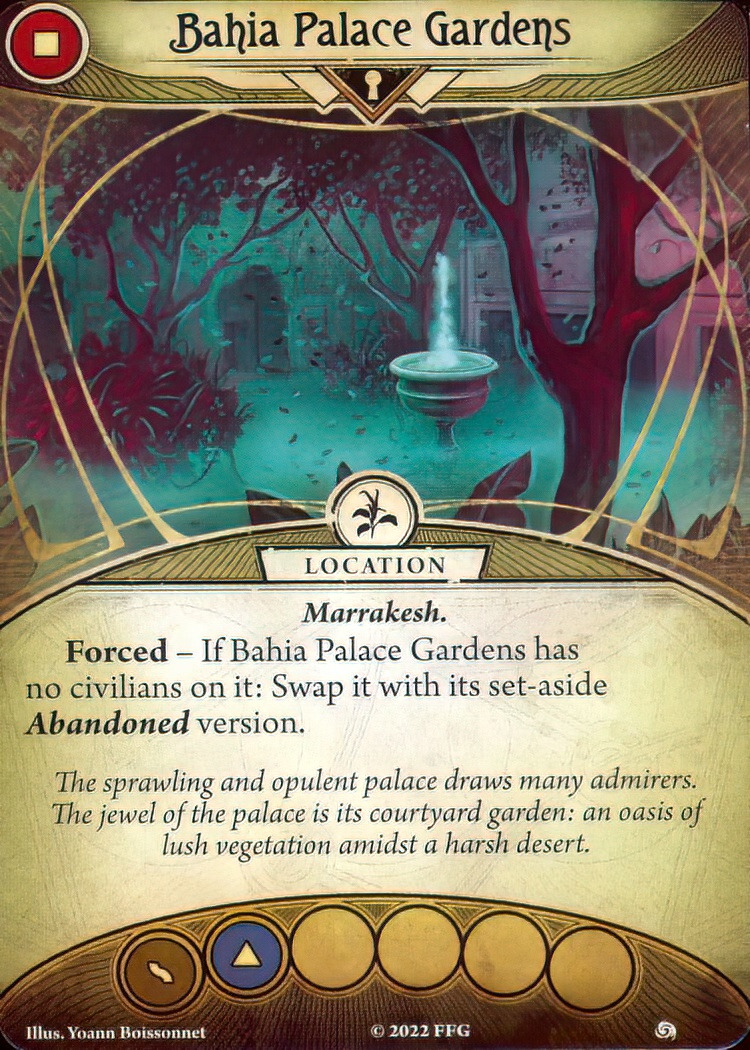 Bahia Palace Gardens
LOCATION
Marrakesh.
Forced – If Bahia Palace Gardens has
no civilians on it: Swap it with its set-aside
Abandoned version.
The sprawling and opulent palace draws many admirers.
The jewel of the palace is its courtyard garden: an oasis of
lush vegetation amidst a harsh desert.
Illus. Yoann Boissonnet
© 2022 FFG